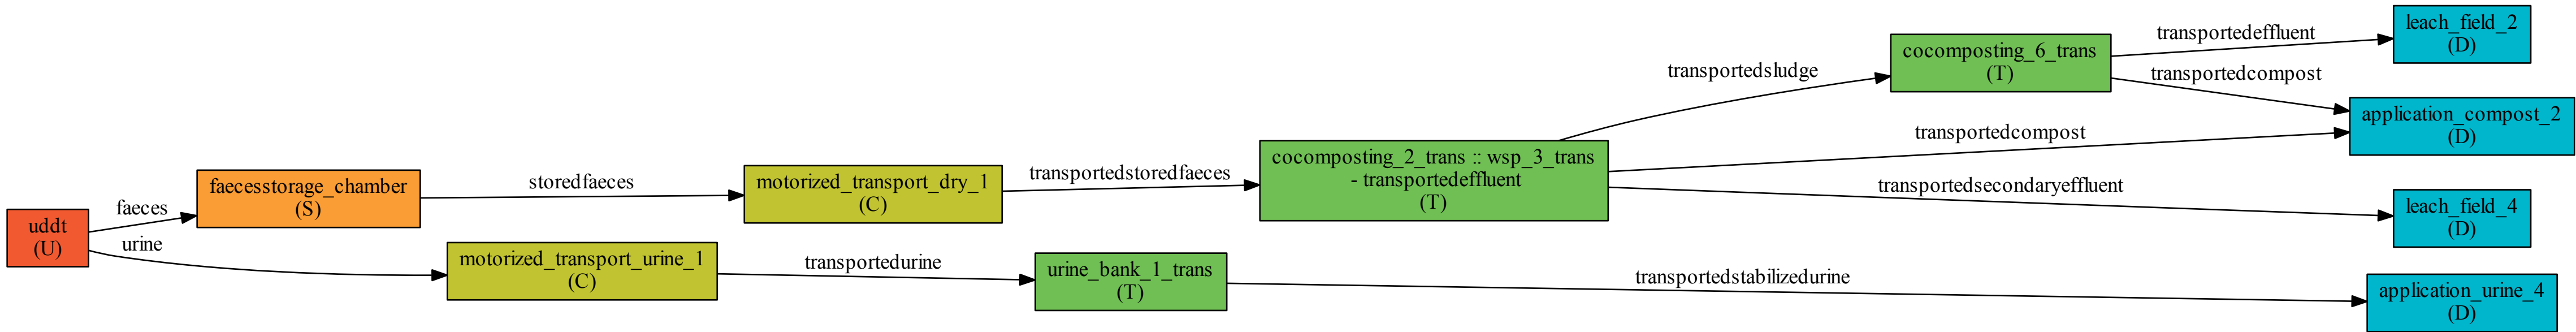 uddt
(U)
faeces
urine
faecesstorage_chamber
(S)
storedfaeces
motorized_transport_dry_1
(C)
transportedstoredfaeces
motorized_transport_urine_1
(C)
transportedurine
urine_bank_1_trans
(T)
cocomposting_2_trans :: wsp_3_trans
- transportedeffluent
(T)
transportedsludge
cocomposting_6_trans
(T)
transportedeffluent
transportedcompost
transportedcompost
transportedsecondaryeffluent
transportedstabilizedurine
leach_field_2
(D)
application_compost_2
(D)
leach_field_4
(D)
application_urine_4
(D)